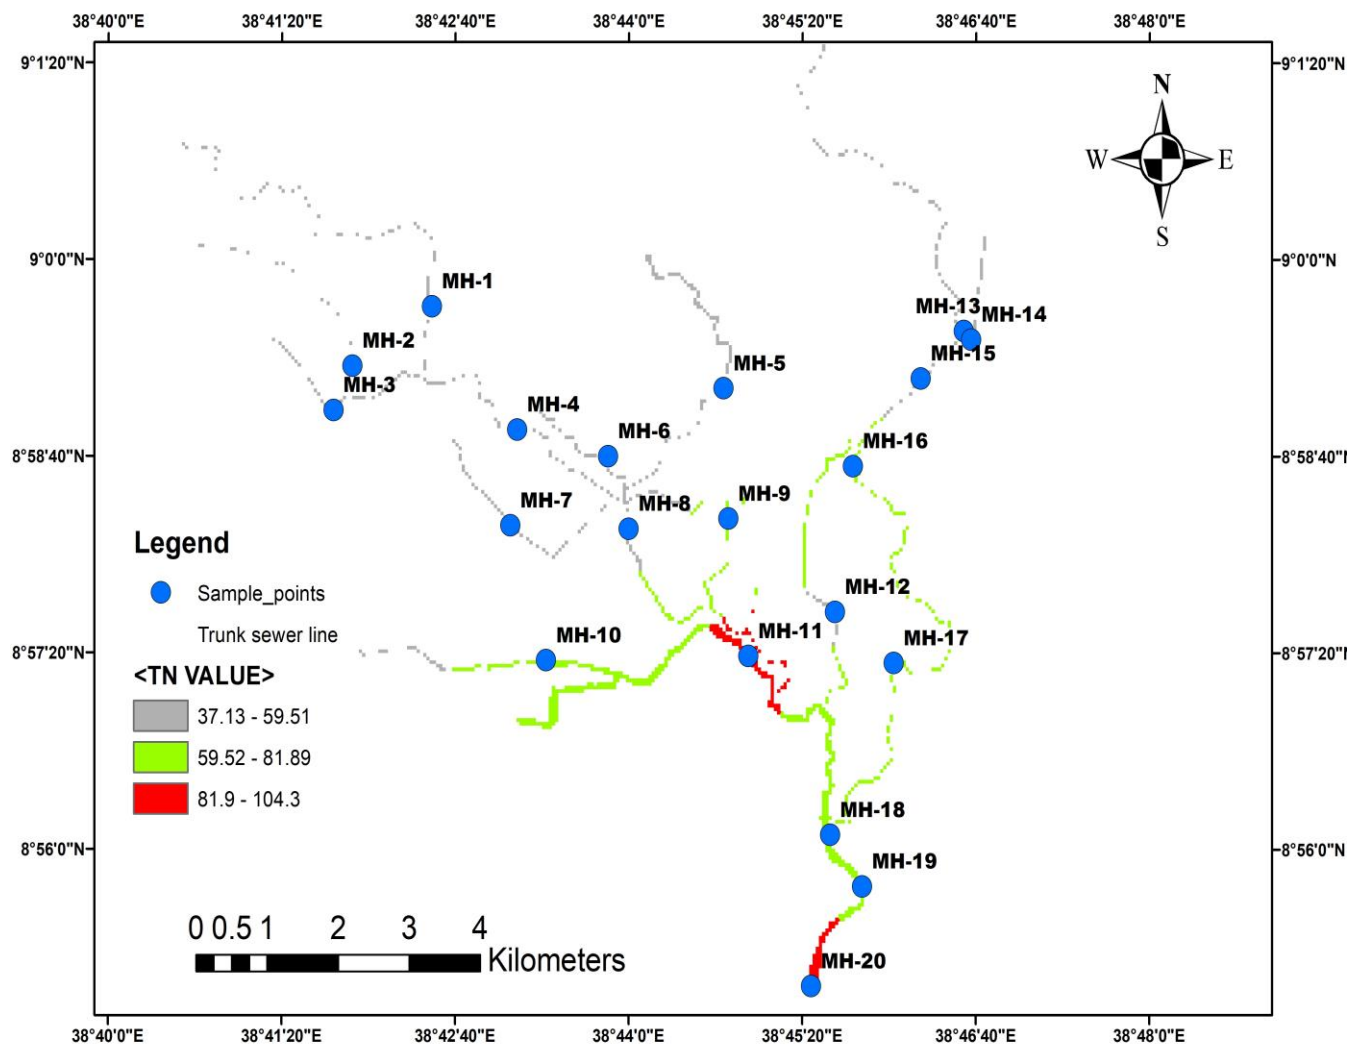 38°40'0"E 38°41'20"E 38°42'40"E 38°44'0"E 38°45'20"E 38°46'40"E 38°48'0"E
9°1'20"N 9°1'20"N
N
W E
S
9°0'0"N 9°0'0"N
MH-1
MH-13
MH-14
MH-2
MH-15
MH-3
MH-5
MH-4
MH-6
MH-16
8°58'40"N 8°58'40"N
MH-7
MH-8
MH-9
Legend
Sample_points
MH-12
Trunk sewer line
MH-10
MH-11
MH-17
8°57'20"N 8°57'20"N
<TN VALUE>
37.13 - 59.51
59.52 - 81.89
81.9 - 104.3
MH-18
8°56'0"N 8°56'0"N
MH-19
0 0.5 1 2 3 4
Kilometers
MH-20
38°40'0"E 38°41'20"E 38°42'40"E 38°44'0"E 38°45'20"E 38°46'40"E 38°48'0"E